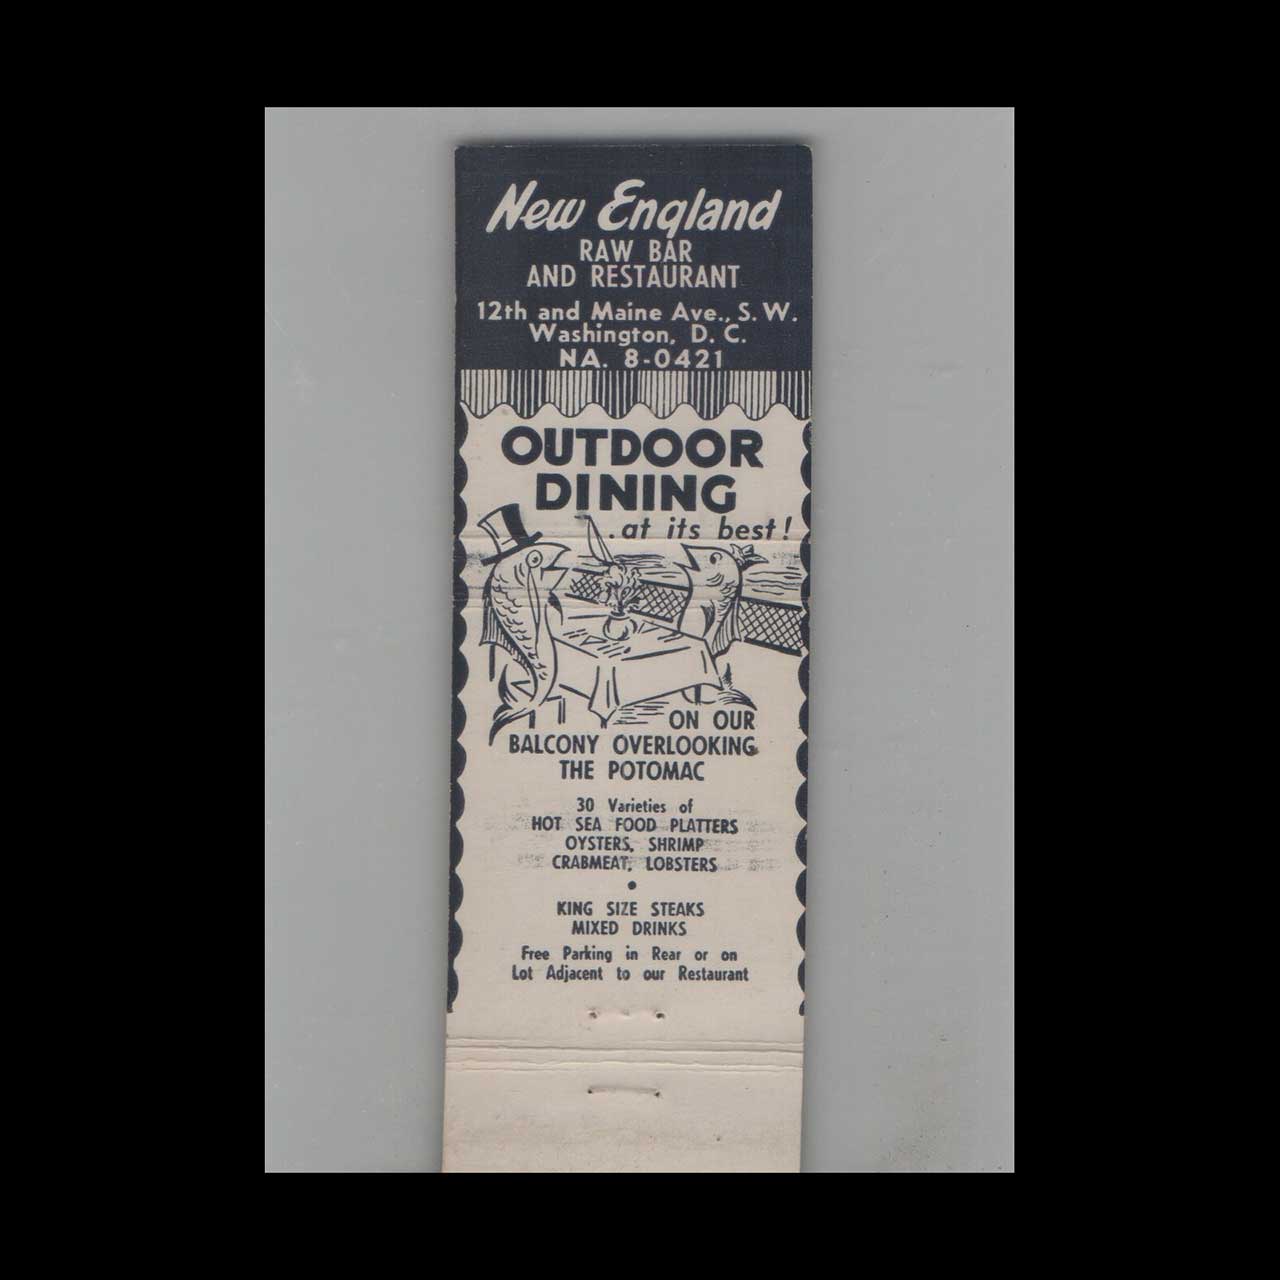 New England
RAW BAR
AND RESTAURANT
12th and Maine Ave., S. W.
Washington, D. C.
NA. 8-0421
OUTDOOR
DINING
..at its best!
ON OUR
BALCONY OVERLOOKING
THE POTOMAC
30 Varieties of
HOT SEA FOOD PLATTERS
OYSTERS, SHRIMP
CRABMEAT, LOBSTERS
•
KING SIZE STEAKS
MIXED DRINKS
Free Parking in Rear or on
Lot Adjacent to our Restaurant